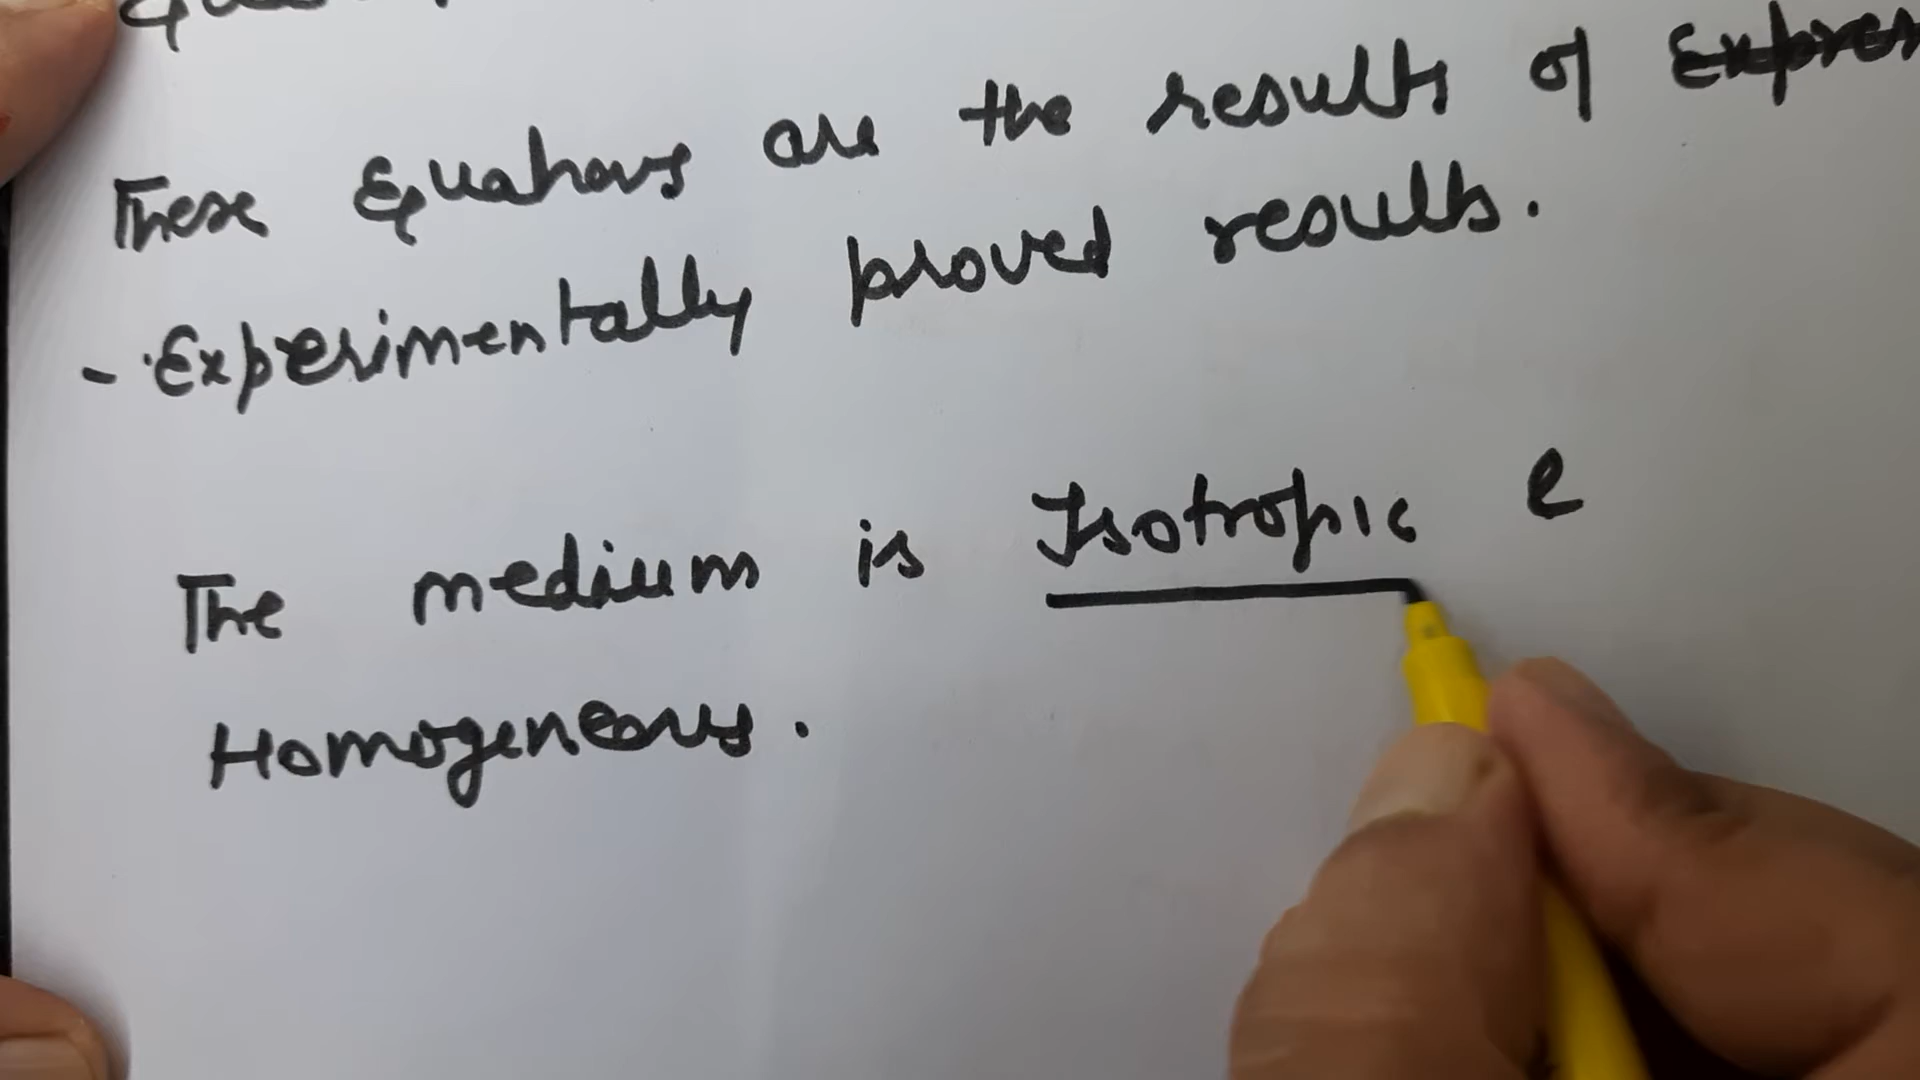 These Equations are the results of
- Experimentally proved results.
The medium is Isotropic e
Homogeneous.